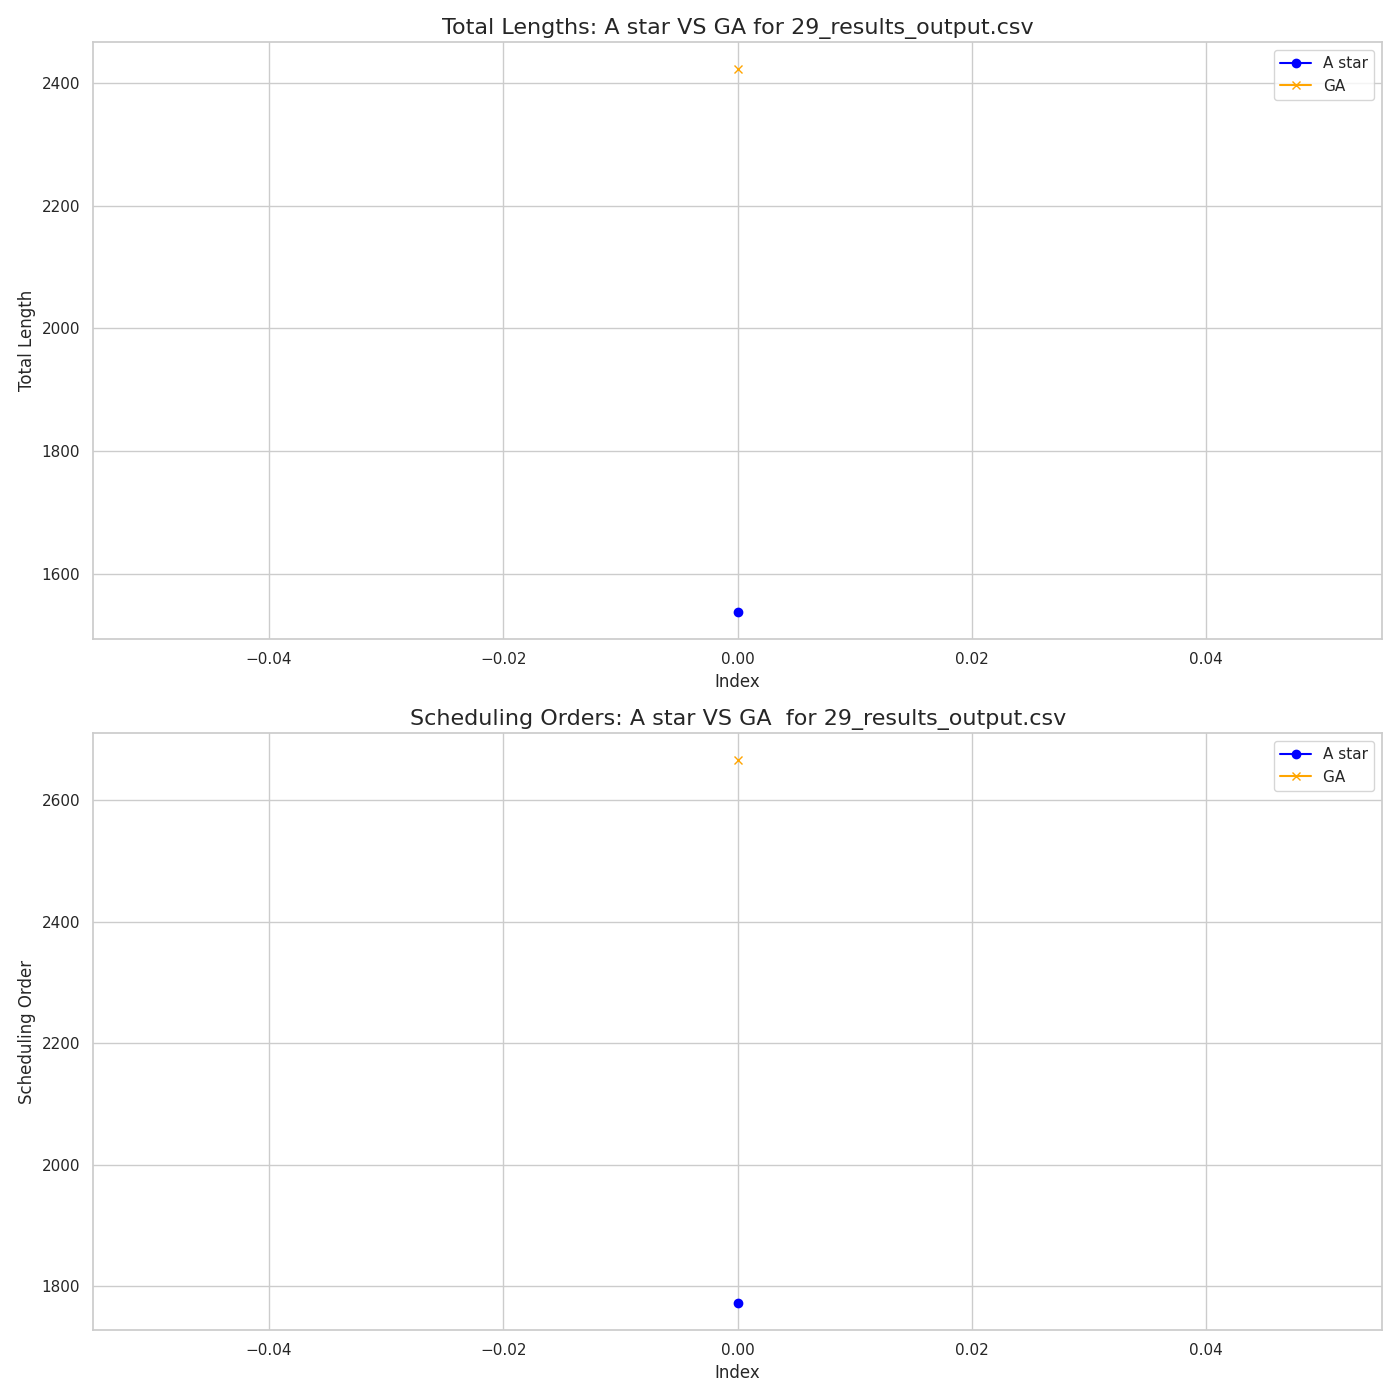 Total Lengths: A star VS GA for 29_results_output.csv
A star
GA
2400
2200
2000
1800
1600
Total Length
−0.04
−0.02
0.00
0.02
0.04
Index
Scheduling Orders: A star VS GA  for 29_results_output.csv
A star
GA
2600
2400
2200
2000
1800
Scheduling Order
−0.04
−0.02
0.00
0.02
0.04
Index